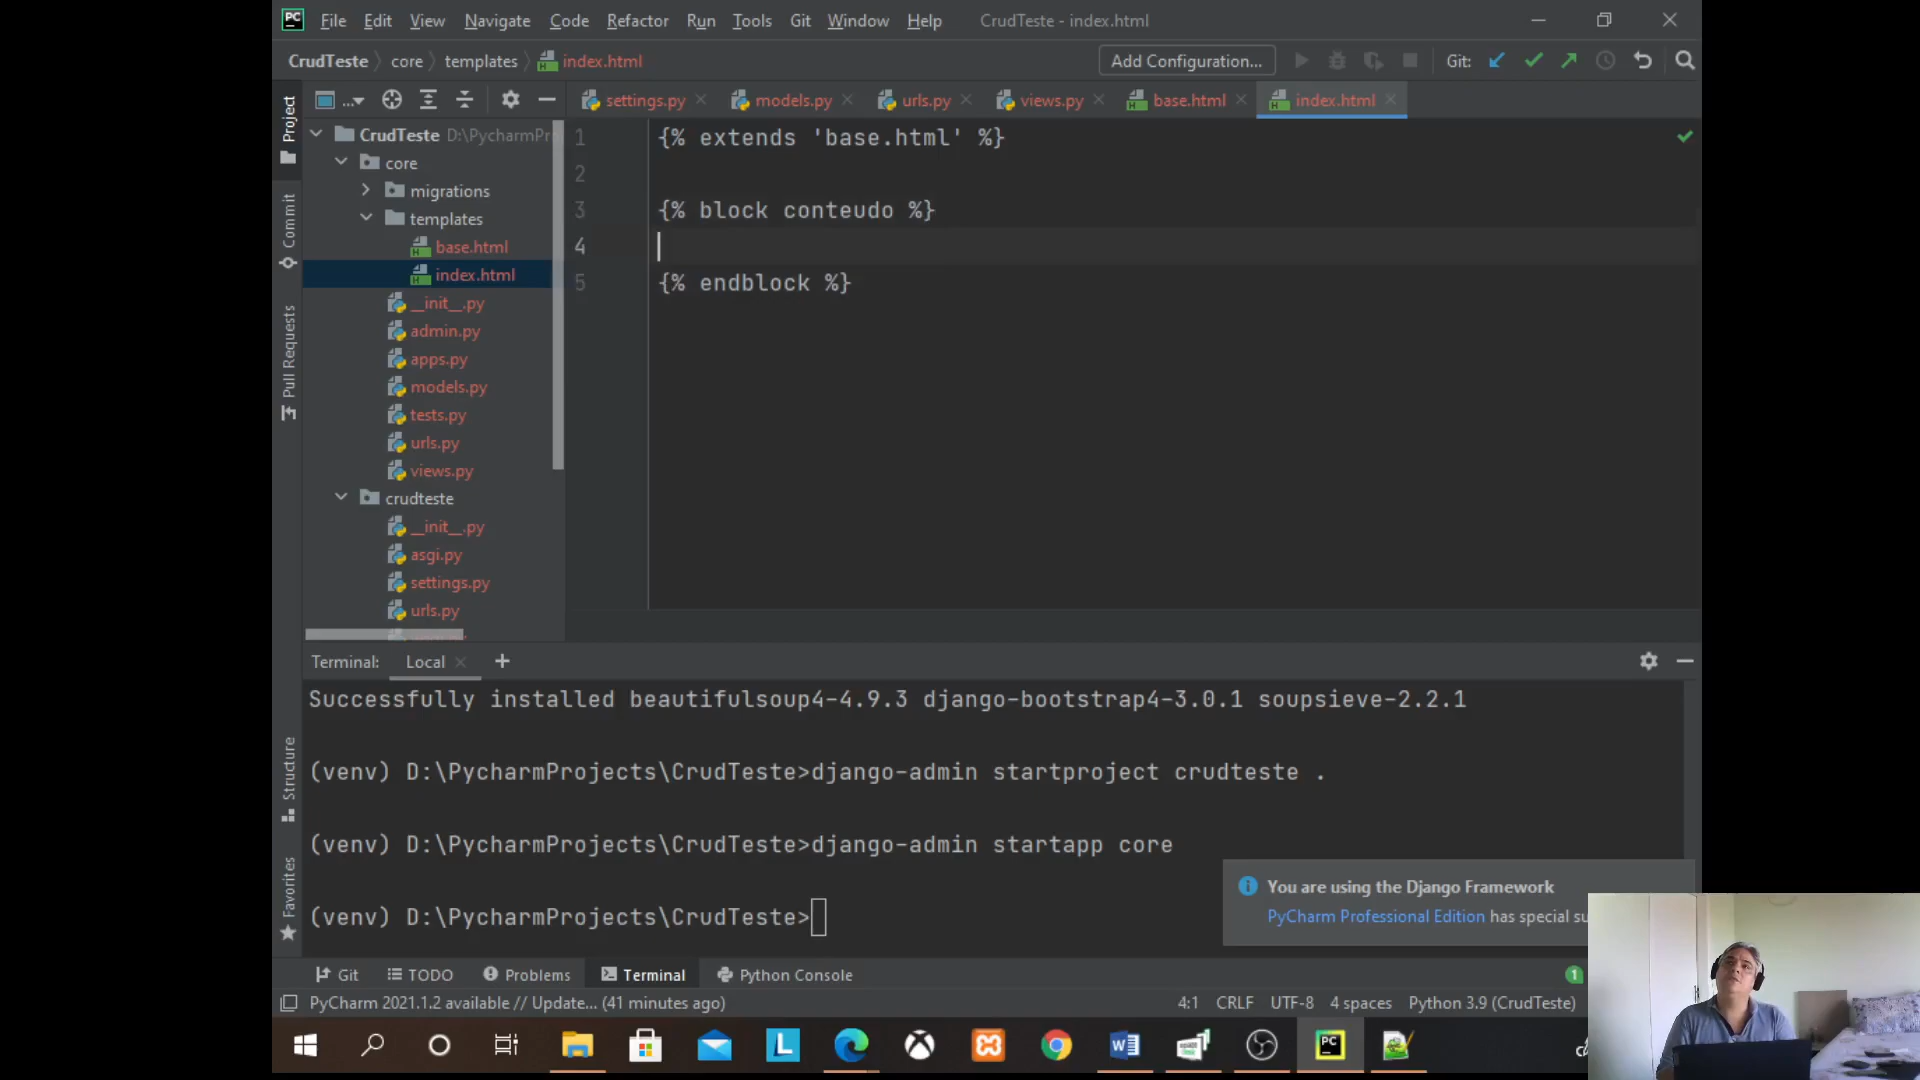 PC File Edit View Navigate Code Refactor Run Tools Git Window Help CrudTeste - index.html
CrudTeste core templates index.html Add Configuration... Git:
... settings.py models.py urls.py views.py base.html index.html
Project
Commit
Pull Requests
Structure
Favorites
CrudTeste D:\PycharmPr
core
migrations
templates
base.html
index.html
__init__.py
admin.py
apps.py
models.py
tests.py
urls.py
views.py
crudteste
__init__.py
asgi.py
settings.py
urls.py
1 {% extends 'base.html' %}
2
3 {% block conteudo %}
4
5 {% endblock %}
Terminal: Local +
Successfully installed beautifulsoup4-4.9.3 django-bootstrap4-3.0.1 soupsieve-2.2.1
(venv) D:\PycharmProjects\CrudTeste>django-admin startproject crudteste .
(venv) D:\PycharmProjects\CrudTeste>django-admin startapp core
(venv) D:\PycharmProjects\CrudTeste>
You are using the Django Framework
PyCharm Professional Edition has special su
Git TODO Problems Terminal Python Console 1
PyCharm 2021.1.2 available // Update... (41 minutes ago) 4:1 CRLF UTF-8 4 spaces Python 3.9 (CrudTeste)
L W PC